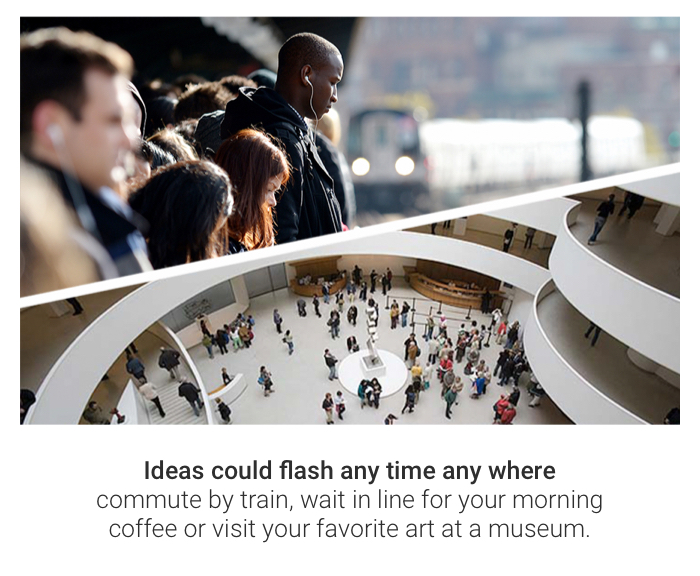 Ideas could flash any time any where
commute by train, wait in line for your morning
coffee or visit your favorite art at a museum.